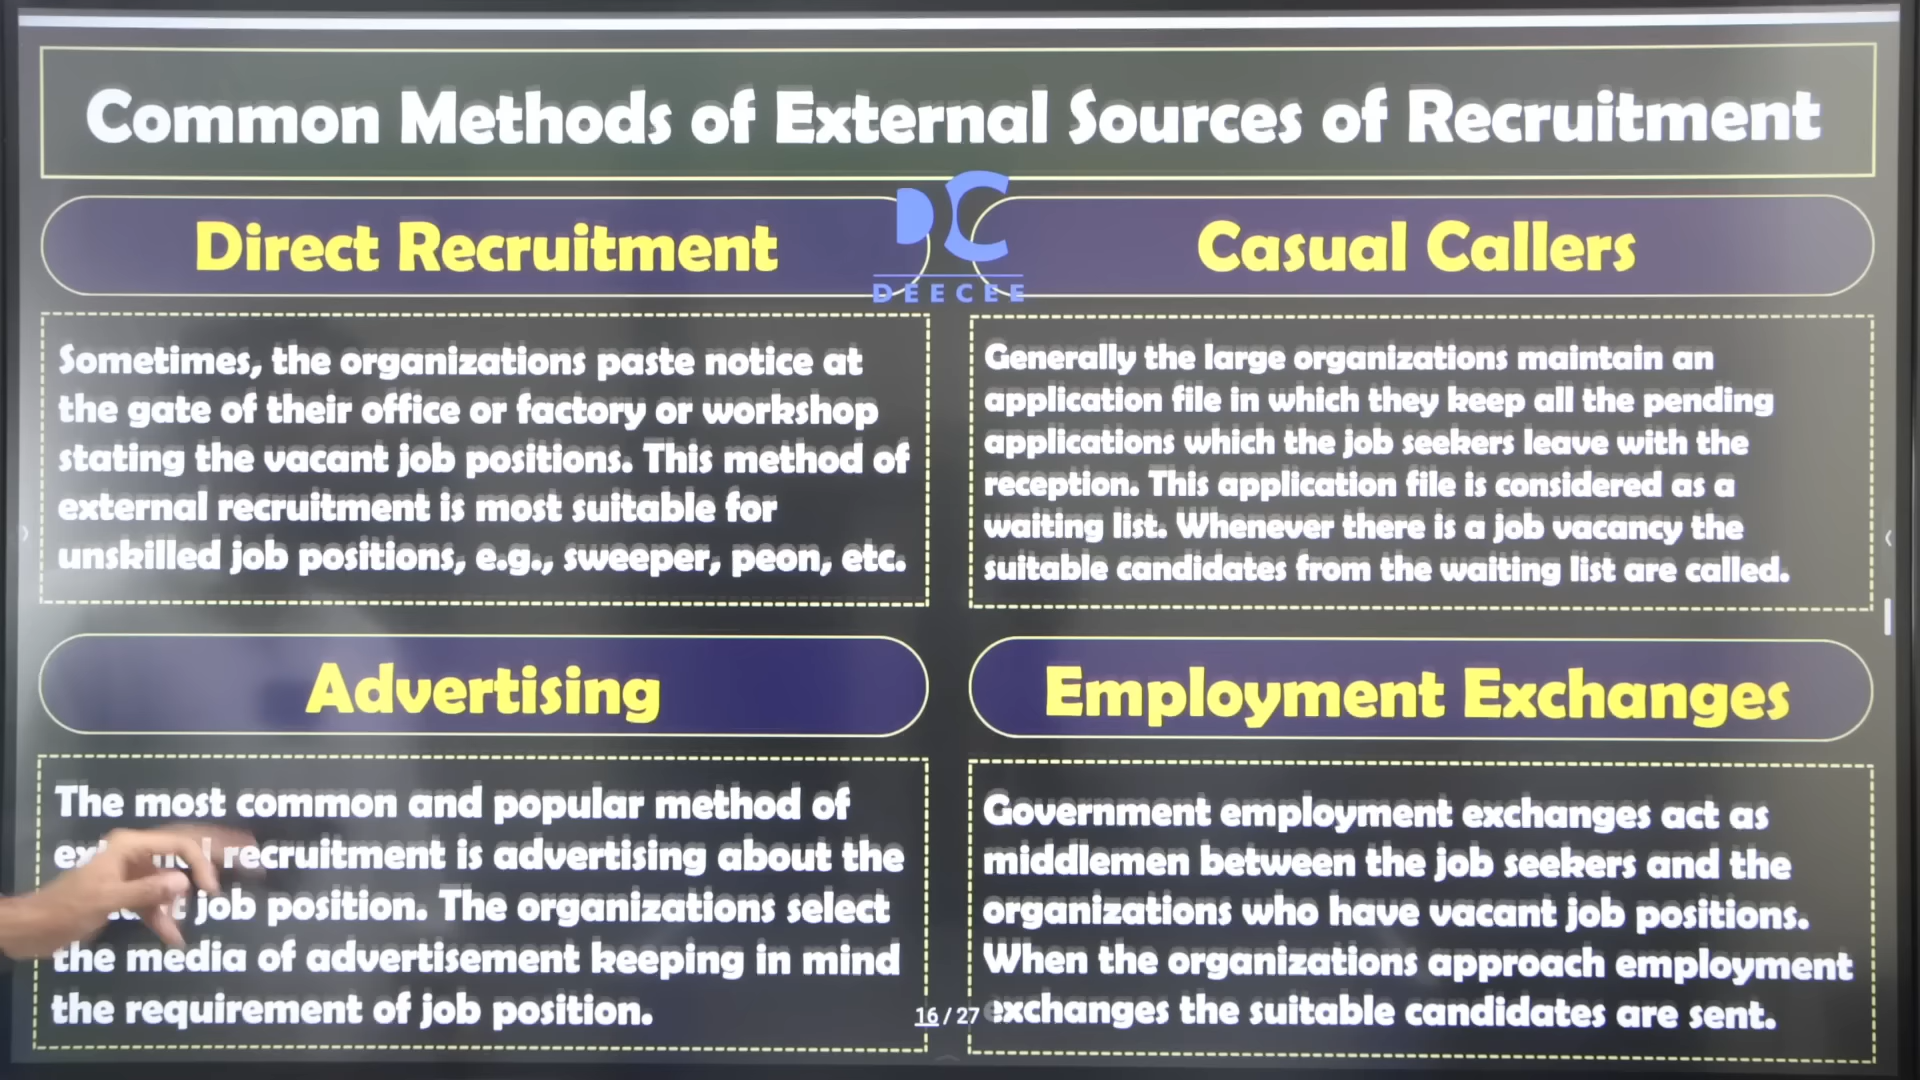 Common Methods of External Sources of Recruitment
DC
DEECEE
Direct Recruitment
Sometimes, the organizations paste notice at
the gate of their office or factory or workshop
stating the vacant job positions. This method of
external recruitment is most suitable for
unskilled job positions, e.g., sweeper, peon, etc.
Casual Callers
Generally the large organizations maintain an
application file in which they keep all the pending
applications which the job seekers leave with the
reception. This application file is considered as a
waiting list. Whenever there is a job vacancy the
suitable candidates from the waiting list are called.
Advertising
The most common and popular method of
recruitment is advertising about the
job position. The organizations select
the media of advertisement keeping in mind
the requirement of job position.
Employment Exchanges
Government employment exchanges act as
middlemen between the job seekers and the
organizations who have vacant job positions.
When the organizations approach employment
exchanges the suitable candidates are sent.
16 / 27